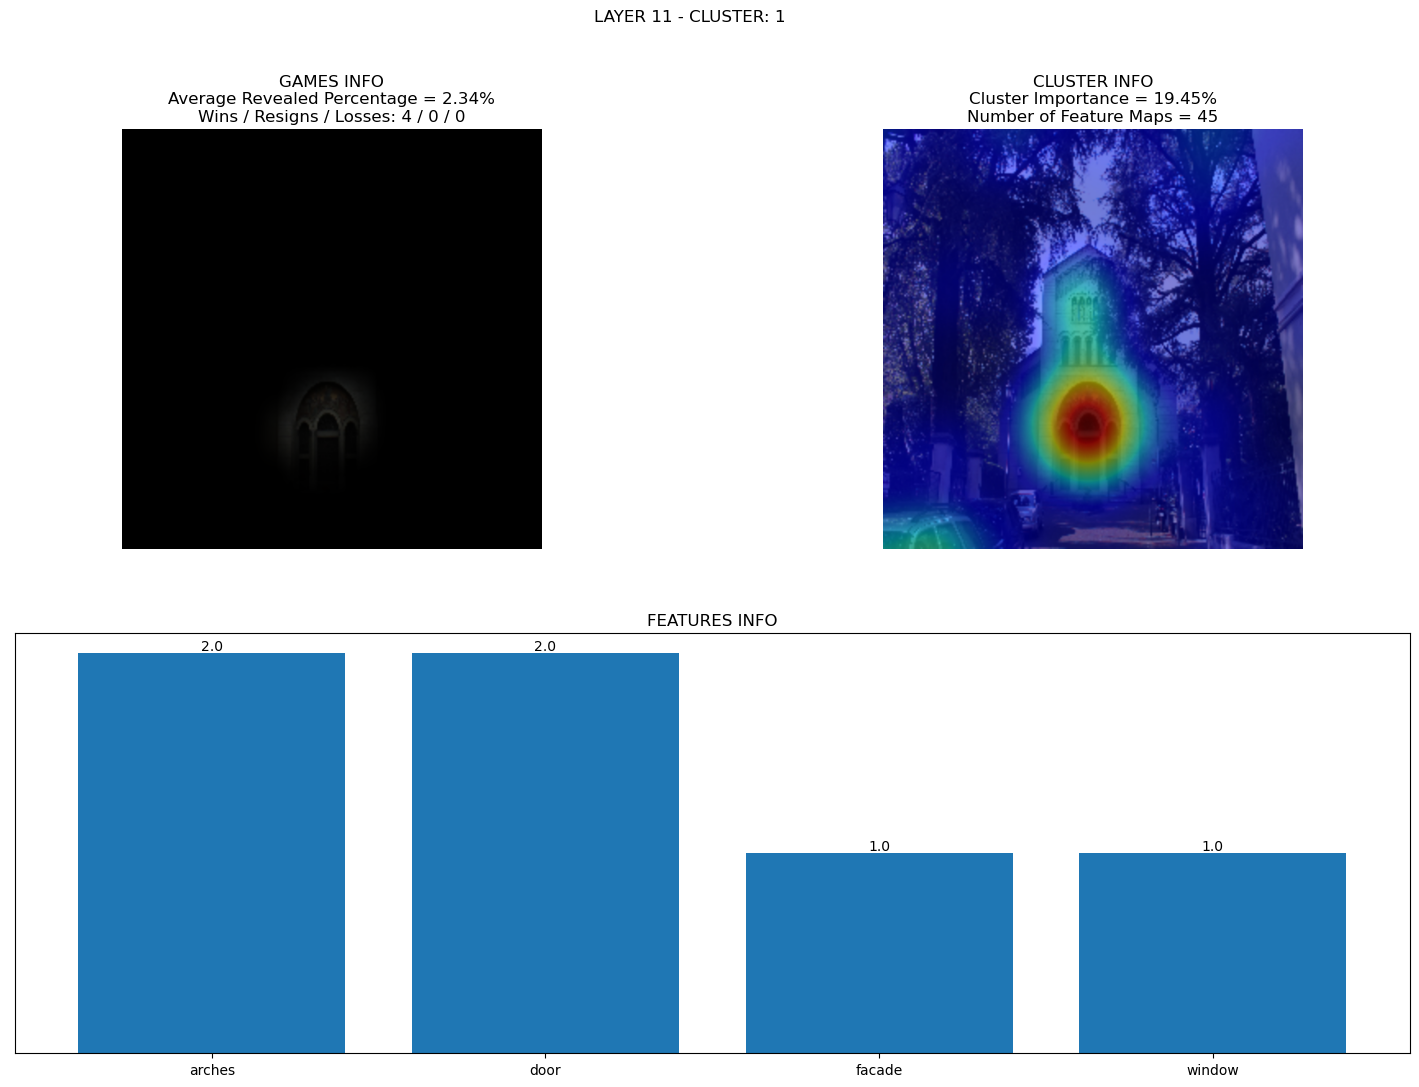 LAYER 11 - CLUSTER: 1
GAMES INFO
Average Revealed Percentage = 2.34%
Wins / Resigns / Losses: 4 / 0 / 0
CLUSTER INFO
Cluster Importance = 19.45%
Number of Feature Maps = 45
FEATURES INFO
2.0
2.0
1.0
1.0
arches
door
facade
window